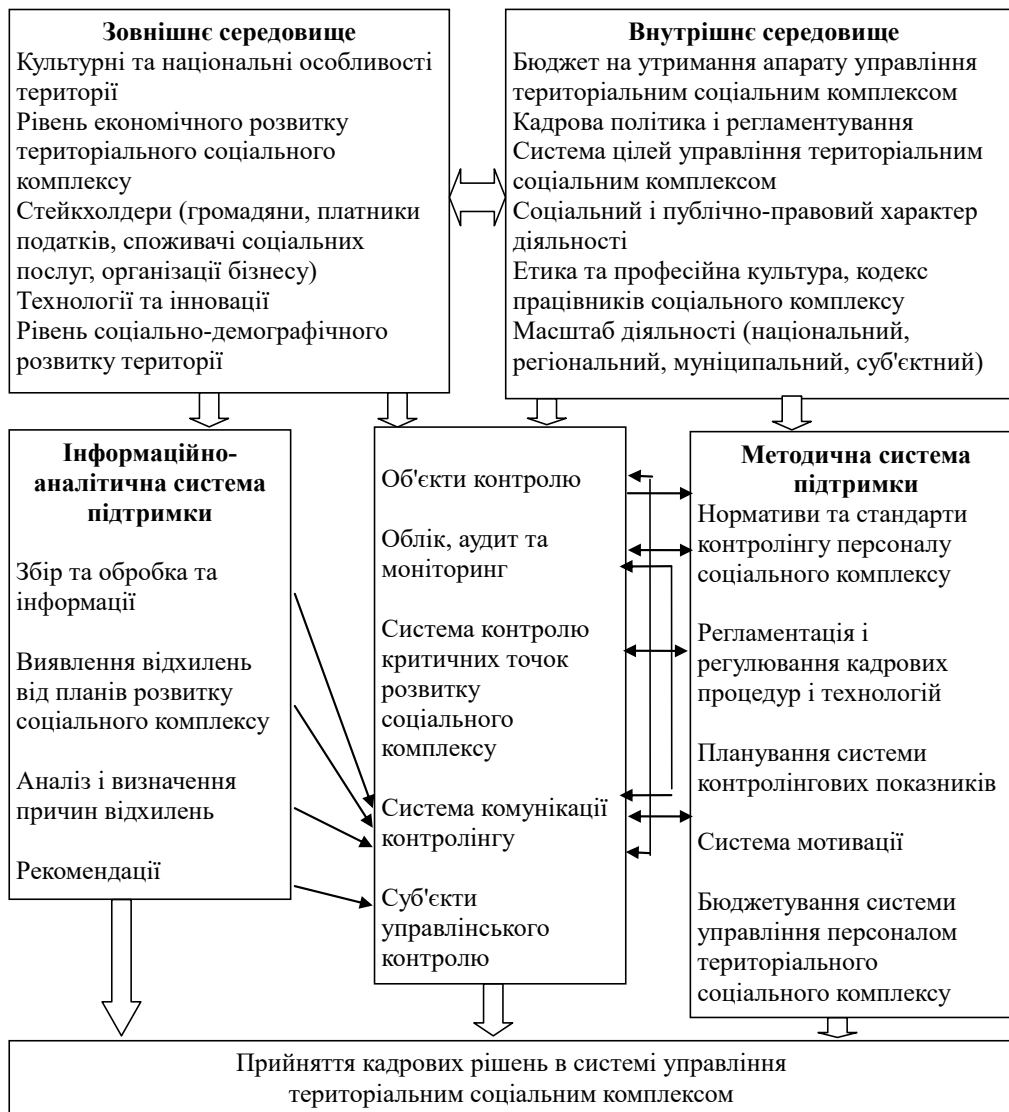 Зовнішнє середовище
Культурні та національні особливості
території
Рівень економічного розвитку
територіального соціального
комплексу
Стейкхолдери (громадяни, платники
податків, споживачі соціальних
послуг, організації бізнесу)
Технології та інновації
Рівень соціально-демографічного
розвитку території
Внутрішнє середовище
Бюджет на утримання апарату управління
територіальним соціальним комплексом
Кадрова політика і регламентування
Система цілей управління територіальним
соціальним комплексом
Соціальний і публічно-правовий характер
діяльності
Етика та професійна культура, кодекс
працівників соціального комплексу
Масштаб діяльності (національний,
регіональний, муніципальний, суб'єктний)
Інформаційно-
аналітична система
підтримки
Збір та обробка та
інформації
Виявлення відхилень
від планів розвитку
соціального комплексу
Аналіз і визначення
причин відхилень
Рекомендації
Об'єкти контролю
Облік, аудит та
моніторинг
Система контролю
критичних точок
розвитку
соціального
комплексу
Система комунікації
контролінгу
Суб'єкти
управлінського
контролю
Методична система
підтримки
Нормативи та стандарти
контролінгу персоналу
соціального комплексу
Регламентація і
регулювання кадрових
процедур і технологій
Планування системи
контролінгових показників
Система мотивації
Бюджетування системи
управління персоналом
територіального
соціального комплексу
Прийняття кадрових рішень в системі управління
територіальним соціальним комплексом